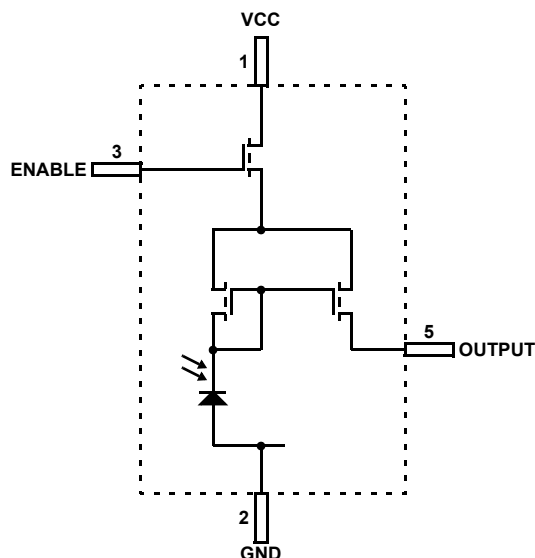 VCC
1
3
ENABLE
5
OUTPUT
2
GND